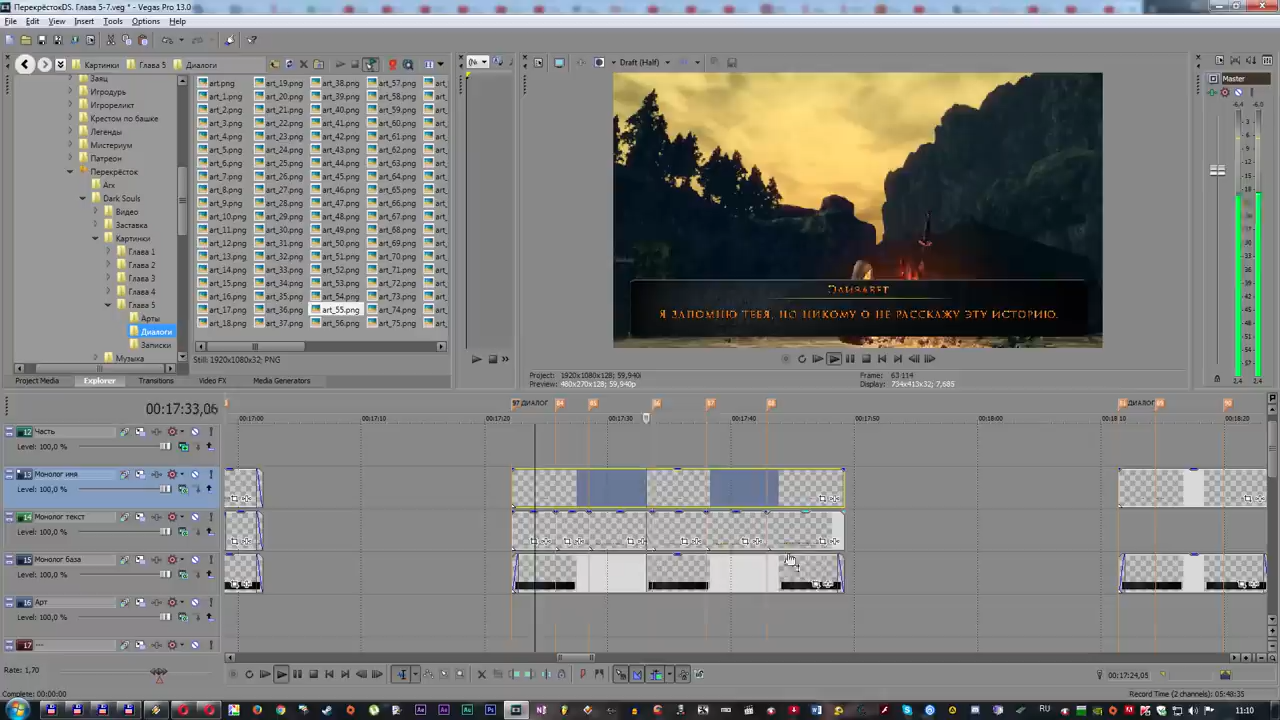 ПерекрёстокDS. Глава 5-7.veg * - Vegas Pro 13.0
File Edit View Insert Tools Options Help
Картинки Глава 5 Диалоги
Draft (Half)
Master
Заяц
Игродурь
Игрореликт
Крестом по башке
Легенды
Мистериум
Патреон
Перекрёсток
Arx
Dark Souls
Видео
Заставка
Картинки
Глава 1
Глава 2
Глава 3
Глава 4
Глава 5
Арты
Диалоги
Записки
Музыка
art.png art_19.png art_38.png art_57.png
art_1.png art_20.png art_39.png art_58.png
art_2.png art_21.png art_40.png art_59.png
art_3.png art_22.png art_41.png art_60.png
art_4.png art_23.png art_42.png art_61.png
art_5.png art_24.png art_43.png art_62.png
art_6.png art_25.png art_44.png art_63.png
art_7.png art_26.png art_45.png art_64.png
art_8.png art_27.png art_46.png art_65.png
art_9.png art_28.png art_47.png art_66.png
art_10.png art_29.png art_48.png art_67.png
art_11.png art_30.png art_49.png art_68.png
art_12.png art_31.png art_50.png art_69.png
art_13.png art_32.png art_51.png art_70.png
art_14.png art_33.png art_52.png art_71.png
art_15.png art_34.png art_53.png art_72.png
art_16.png art_35.png art_54.png art_73.png
art_17.png art_36.png art_55.png art_74.png
art_18.png art_37.png art_56.png art_75.png
Still: 1920x1080x32; PNG
Project Media Explorer Transitions Video FX Media Generators
Элизабет
Я запомню тебя, но никому о не расскажу эту историю.
Project: 1920x1080x128; 59,940i
Preview: 480x270x128; 59,940p
Frame: 63 114
Display: 734x413x32; 7,685
00:17:33,06
97 ДИАЛОГ
00:17:00 00:17:10 00:17:20 00:17:30 00:17:40 00:17:50 00:18:00 00:18:10 00:18:20
12 Часть
Level: 100,0 %
13 Монолог имя
Level: 100,0 %
14 Монолог текст
Level: 100,0 %
15 Монолог база
Level: 100,0 %
16 Арт
Level: 100,0 %
17 ---
Rate: 1,70
00:17:24,05
Complete: 00:00:00
Record Time (2 channels): 05:48:35
RU 11:10